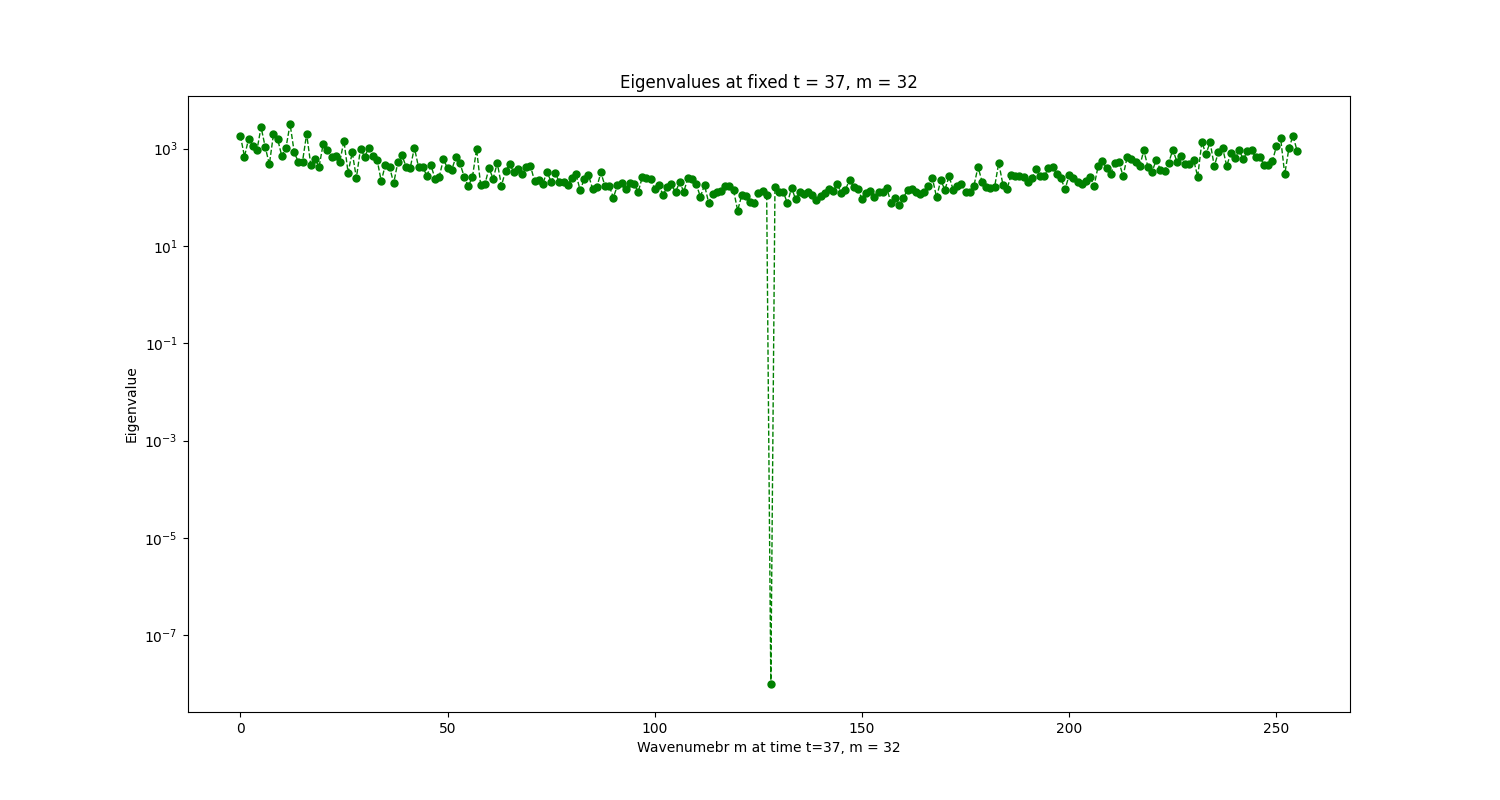 Eigenvalues at fixed t = 37, m = 32
Eigenvalue
10³
10¹
10⁻¹
10⁻³
10⁻⁵
10⁻⁷
0 50 100 150 200 250
Wavenumebr m at time t=37, m = 32